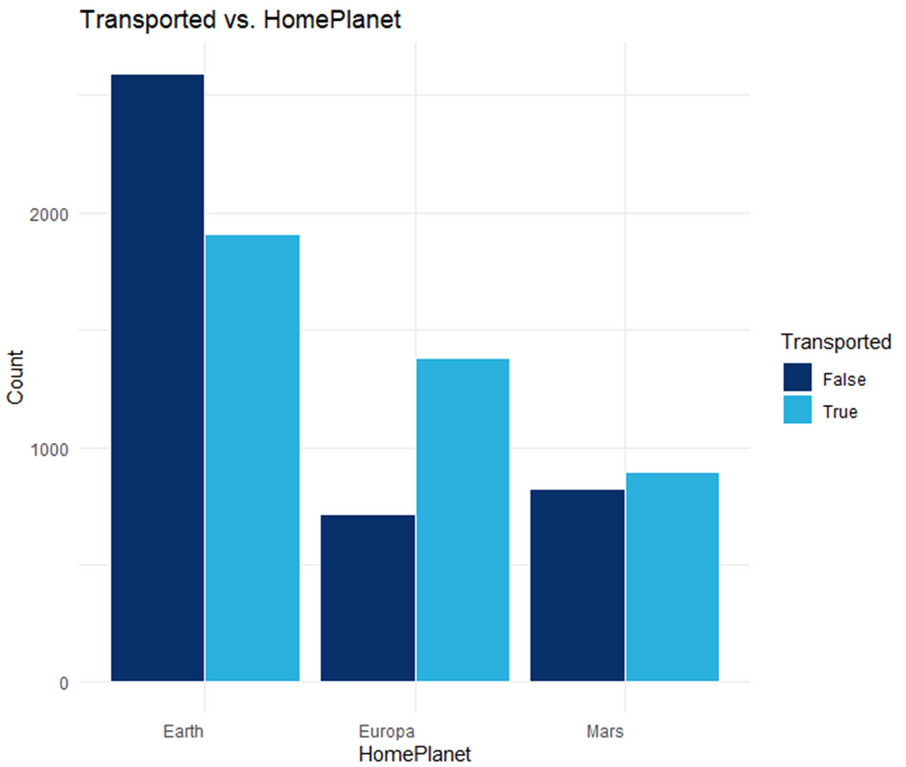 Transported vs. HomePlanet
Count
2000
1000
0
Earth Europa Mars
HomePlanet
Transported
False
True